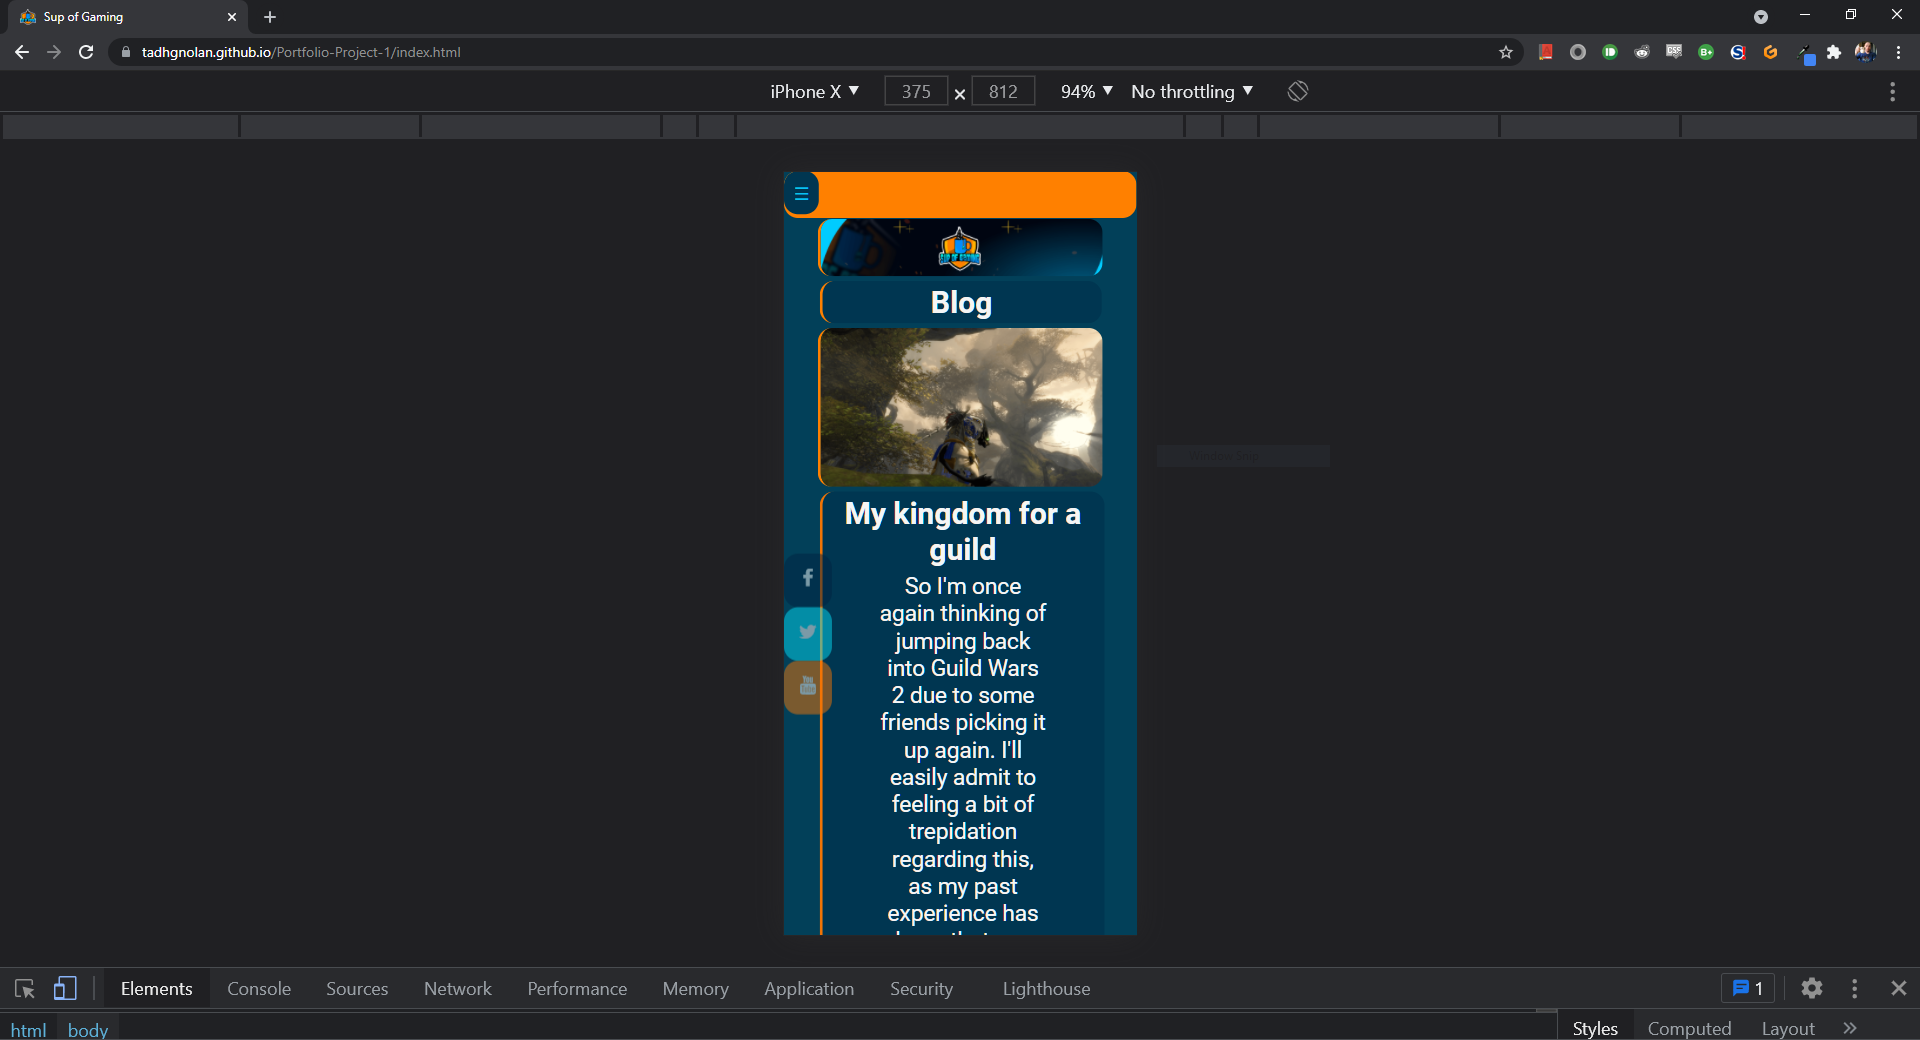 Sup of Gaming
tadhgnolan.github.io/Portfolio-Project-1/index.html
iPhone X 375 × 812 94% No throttling
SUP OF GAMING
Blog
My kingdom for a
guild
So I'm once
again thinking of
jumping back
into Guild Wars
2 due to some
friends picking it
up again. I'll
easily admit to
feeling a bit of
trepidation
regarding this,
as my past
experience has
Elements Console Sources Network Performance Memory Application Security Lighthouse 1
html body Styles Computed Layout